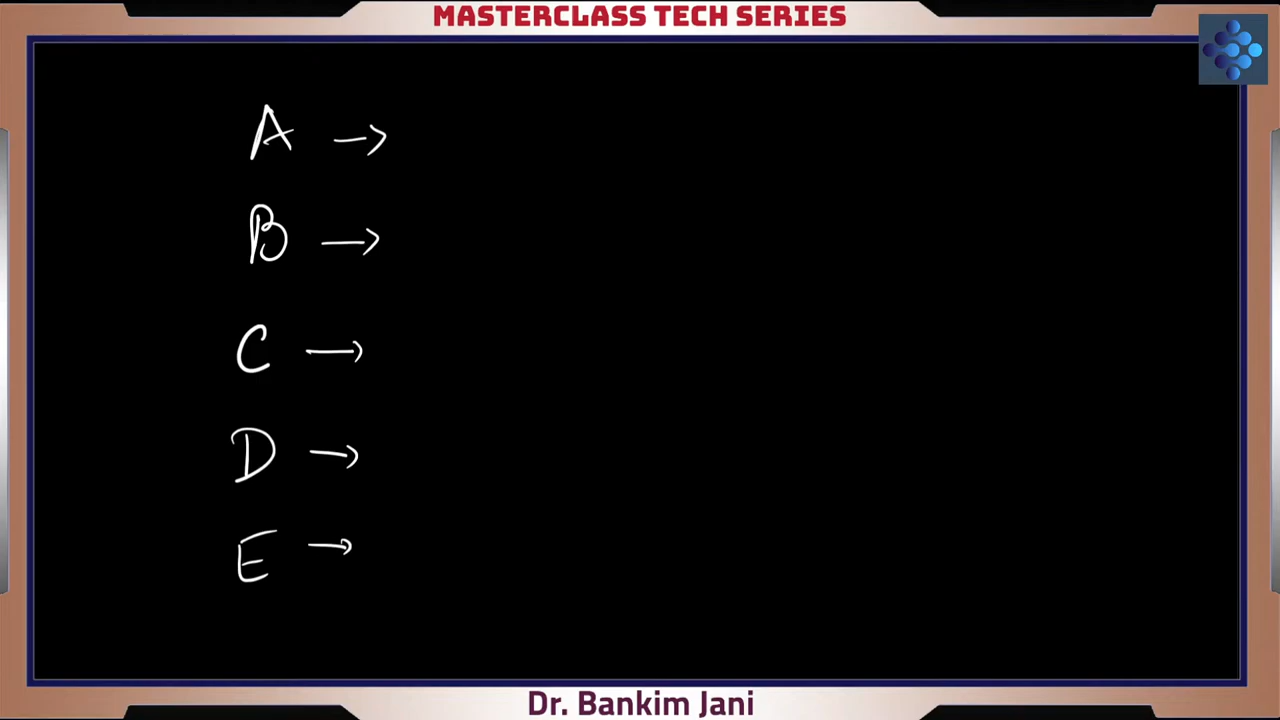 MASTERCLASS TECH SERIES
A →
B →
C →
D →
E →
Dr. Bankim Jani